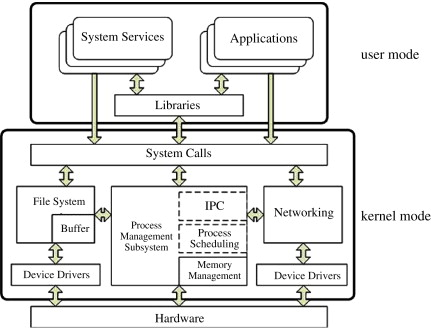 System Services
Applications
user mode
Libraries
System Calls
File System
Buffer
Process
Management
Subsystem
IPC
Process
Scheduling
Memory
Management
Networking
kernel mode
Device Drivers
Device Drivers
Hardware